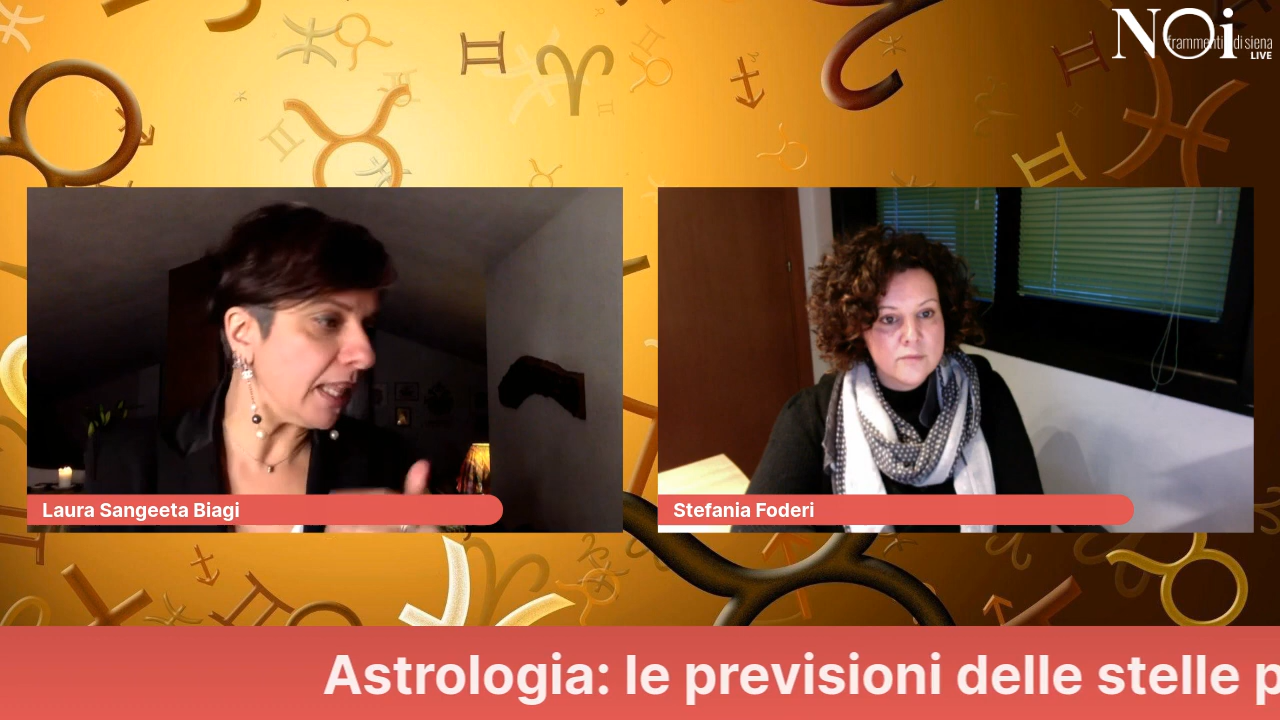 NOi
frammenti di siena
LIVE
Laura Sangeeta Biagi
Stefania Foderi
Astrologia: le previsioni delle stelle p